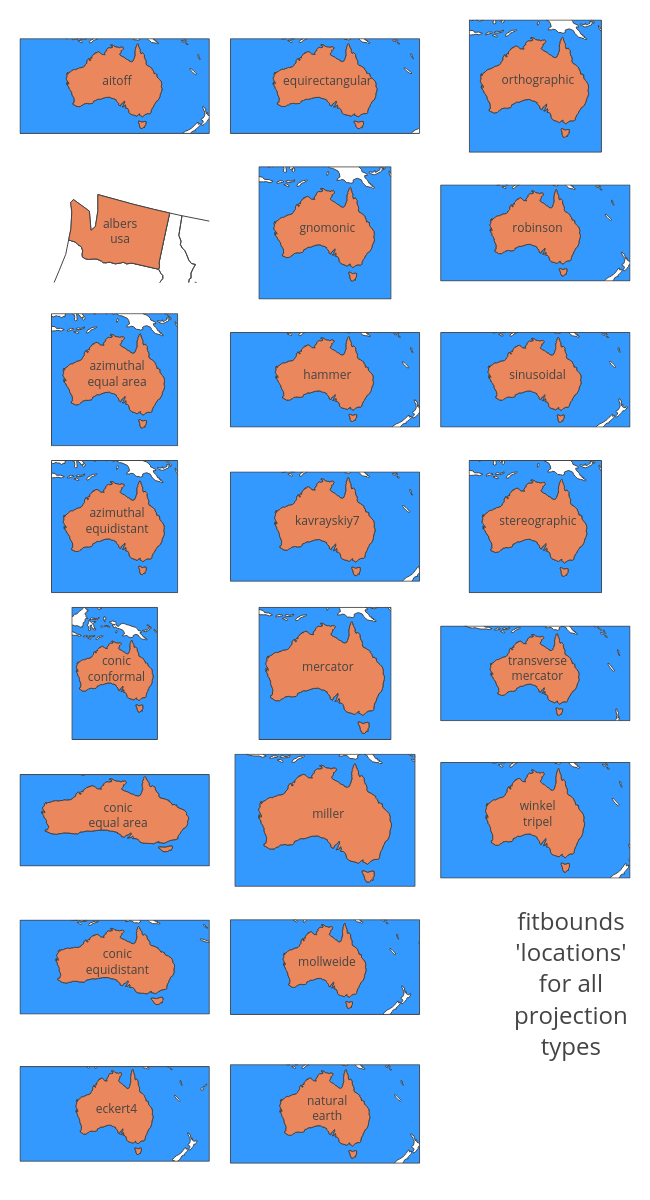 aitoff
equirectangular
orthographic
albers
usa
gnomonic
robinson
azimuthal
equal area
hammer
sinusoidal
azimuthal
equidistant
kavrayskiy7
stereographic
conic
conformal
mercator
transverse
mercator
conic
equal area
miller
winkel
tripel
conic
equidistant
mollweide
fitbounds
'locations'
for all
projection
types
eckert4
natural
earth